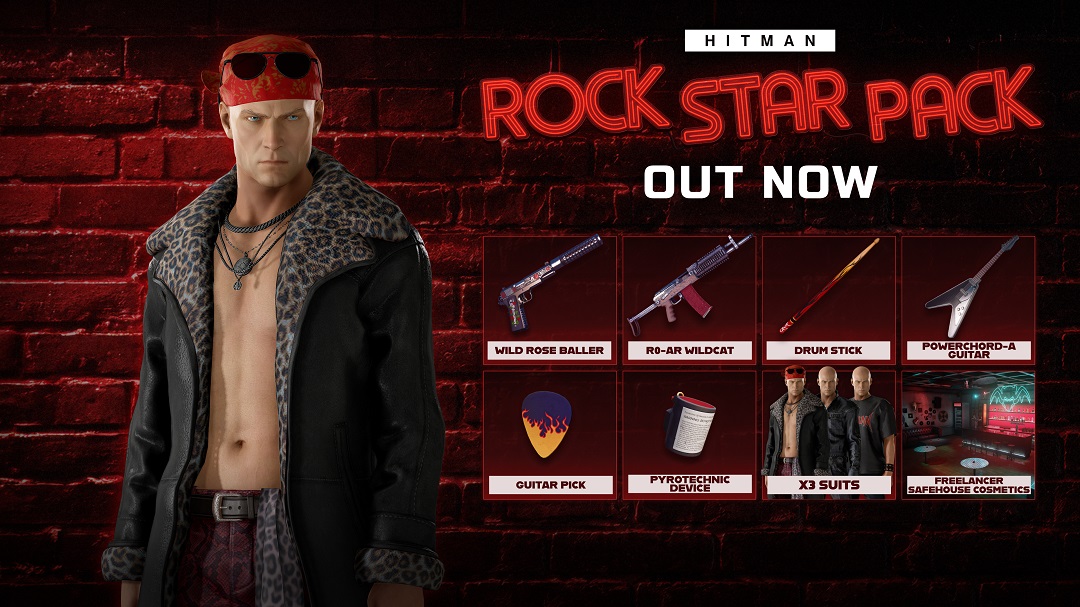 HITMAN
ROCK STAR PACK
OUT NOW
WILD ROSE BALLER
R0-AR WILDCAT
DRUM STICK
POWERCHORD-A
GUITAR
GUITAR PICK
PYROTECHNIC
DEVICE
X3 SUITS
FREELANCER
SAFEHOUSE COSMETICS